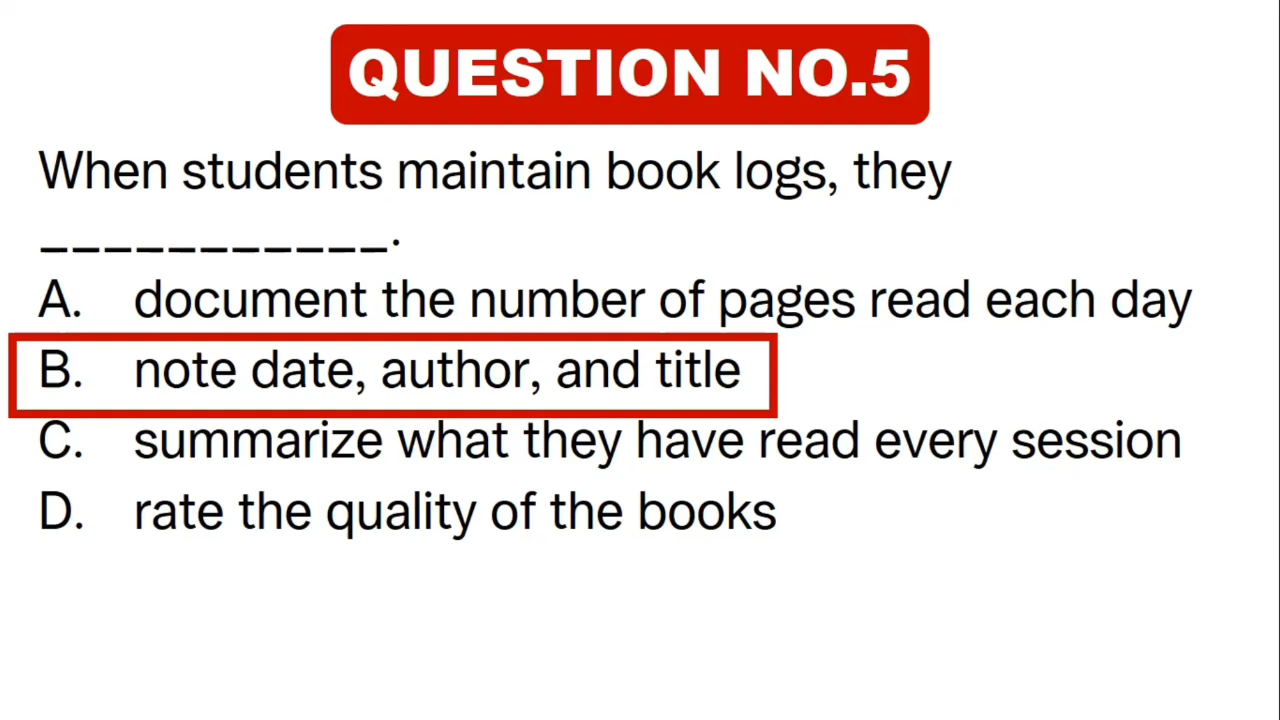 QUESTION NO.5
When students maintain book logs, they
___________.
A. document the number of pages read each day
B. note date, author, and title
C. summarize what they have read every session
D. rate the quality of the books